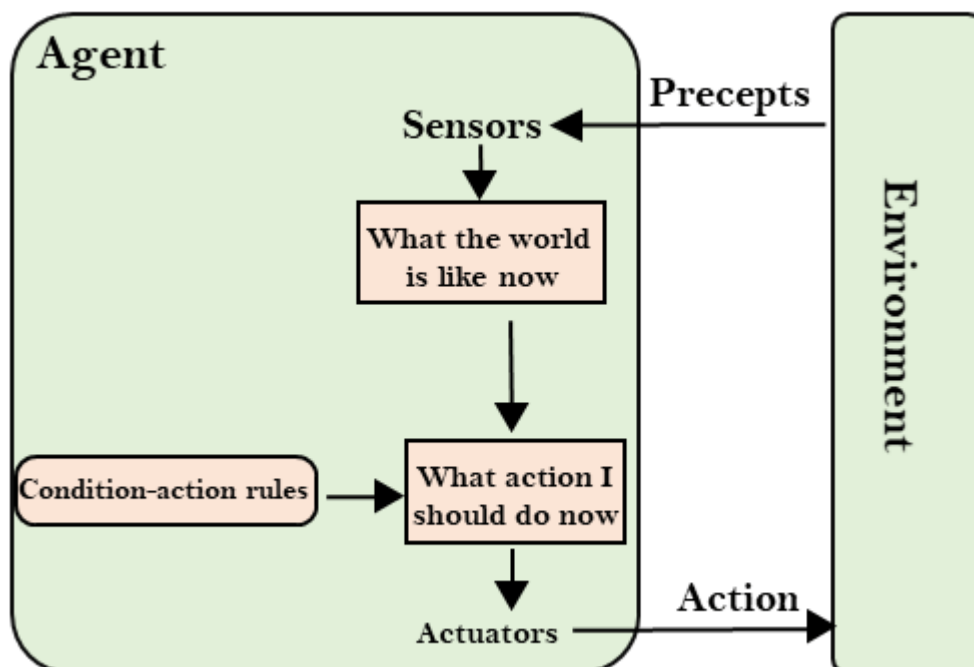 Agent
Precepts
Sensors
What the world
is like now
Environment
Condition-action rules
What action I
should do now
Action
Actuators